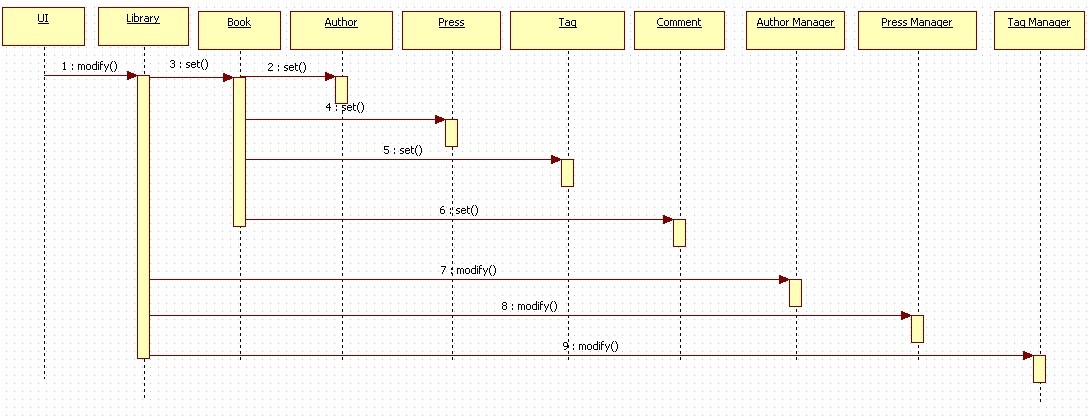 UI
Library
Book
Author
Press
Tag
Comment
Author Manager
Press Manager
Tag Manager
1 : modify()
3 : set()
2 : set()
4 : set()
5 : set()
6 : set()
7 : modify()
8 : modify()
9 : modify()